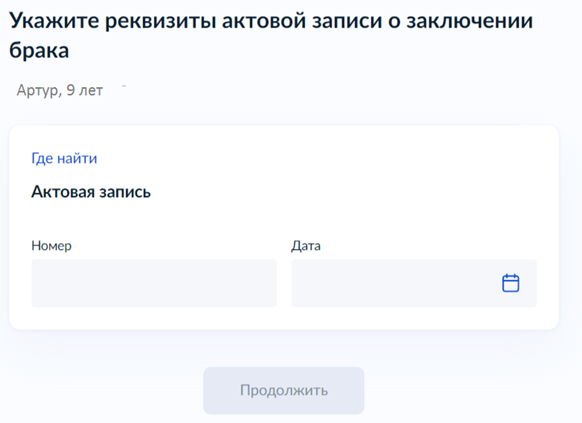 Укажите реквизиты актовой записи о заключении
брака
Артур, 9 лет
Где найти
Актовая запись
Номер
Дата
Продолжить